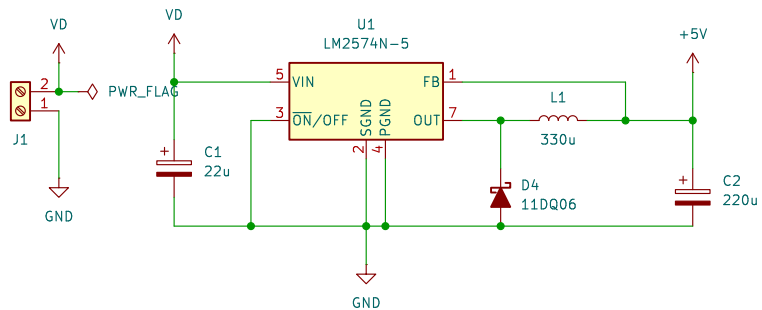 VD
2
PWR_FLAG
1
J1
GND
VD
C1
22u
U1
LM2574N-5
5
VIN
FB
1
3
ON/OFF
SGND
PGND
OUT
7
2
4
GND
L1
330u
D4
11DQ06
+5V
C2
220u